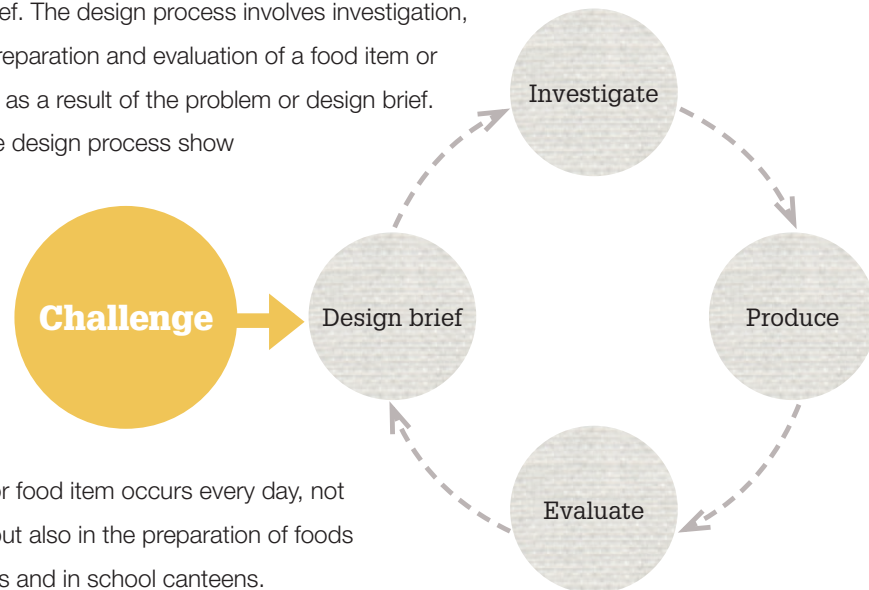 ef. The design process involves investigation,
reparation and evaluation of a food item or
as a result of the problem or design brief.
e design process show
Investigate
Challenge
Design brief
Produce
Evaluate
or food item occurs every day, not
out also in the preparation of foods
s and in school canteens.